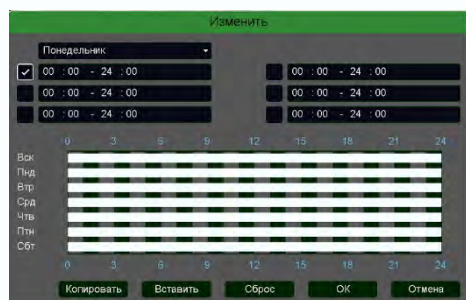 Изменить
Понедельник
00 :00 - 24 :00 00 :00 - 24 :00
00 :00 - 24 :00 00 :00 - 24 :00
00 :00 - 24 :00 00 :00 - 24 :00
0 3 6 9 12 15 18 21 24
Вск
Пнд
Втр
Срд
Чтв
Птн
Сбт
0 3 6 9 12 15 18 21 24
Копировать Вставить Сброс ОК Отмена